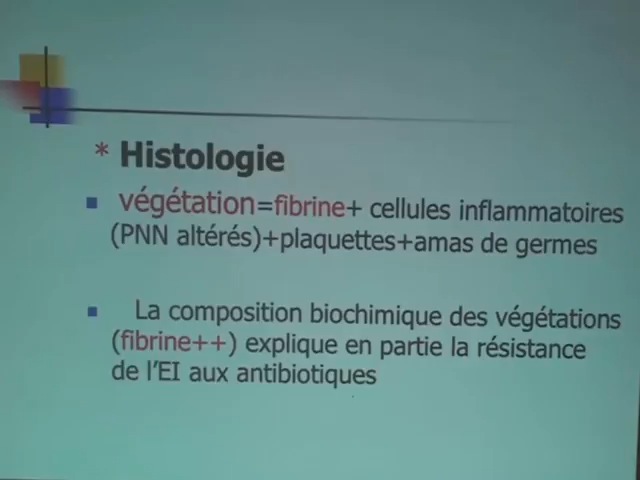 * Histologie
végétation=fibrine+ cellules inflammatoires
(PNN altérés)+plaquettes+amas de germes
La composition biochimique des végétations
(fibrine++) explique en partie la résistance
de l'EI aux antibiotiques